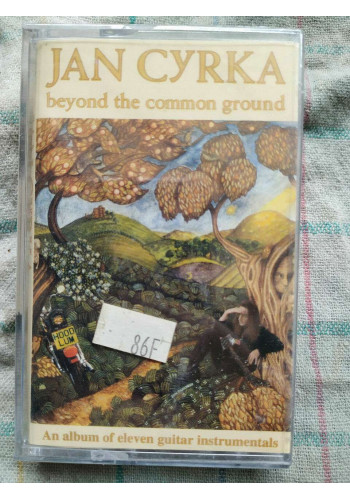 JAN CYRKA
beyond the common ground
HOOD
LUM
86F
An album of eleven guitar instrumentals